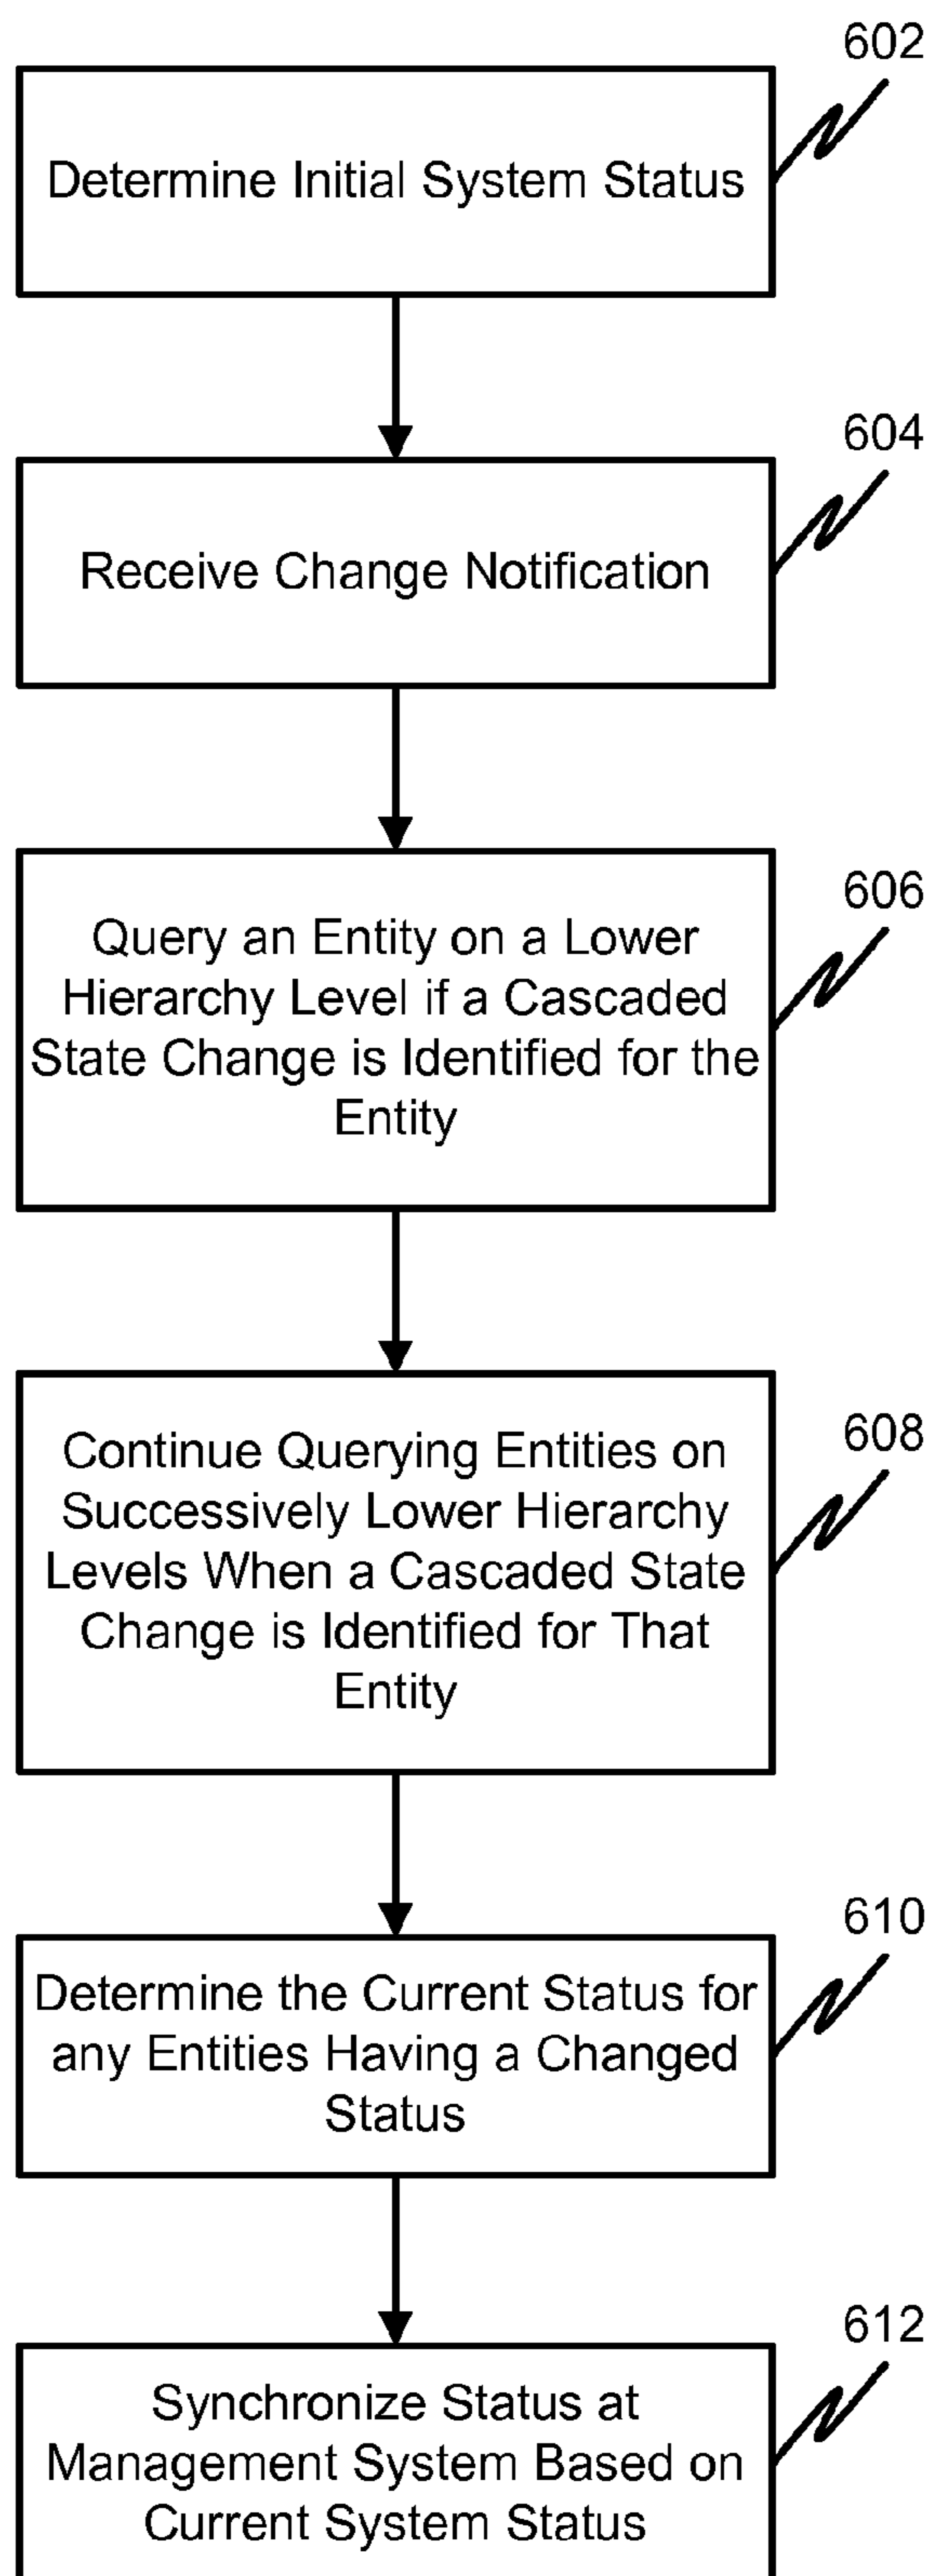 602
Determine Initial System Status
604
Receive Change Notification
606
Query an Entity on a Lower
Hierarchy Level if a Cascaded
State Change is Identified for the
Entity
608
Continue Querying Entities on
Successively Lower Hierarchy
Levels When a Cascaded State
Change is Identified for That
Entity
610
Determine the Current Status for
any Entities Having a Changed
Status
612
Synchronize Status at
Management System Based on
Current System Status